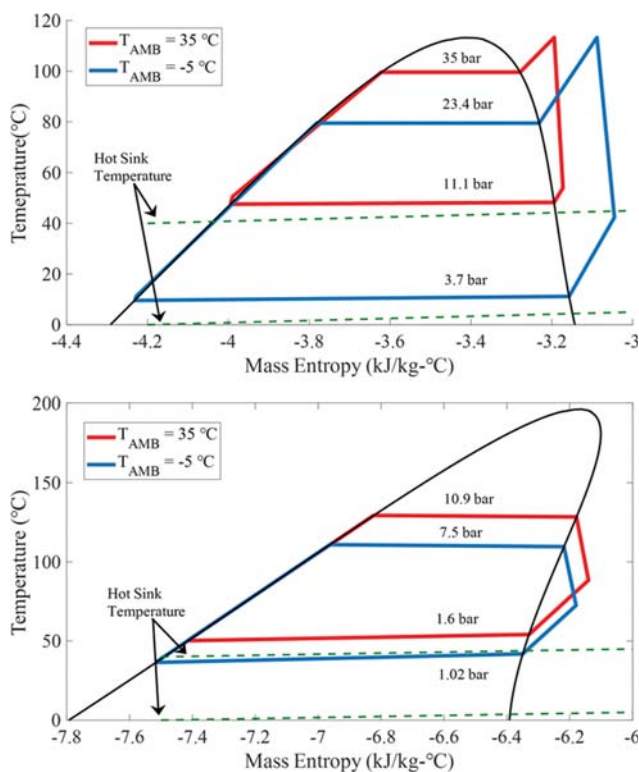 120
100
80
60
40
20
0
Temeprature(°C)
T_AMB = 35 °C
T_AMB = -5 °C
35 bar
23.4 bar
Hot Sink
Temperature
11.1 bar
3.7 bar
-4.4 -4.2 -4 -3.8 -3.6 -3.4 -3.2 -3
Mass Entropy (kJ/kg-°C)
200
150
100
50
0
Temperature (°C)
T_AMB = 35 °C
T_AMB = -5 °C
10.9 bar
7.5 bar
Hot Sink
Temperature
1.6 bar
1.02 bar
-7.8 -7.6 -7.4 -7.2 -7 -6.8 -6.6 -6.4 -6.2 -6
Mass Entropy (kJ/kg-°C)